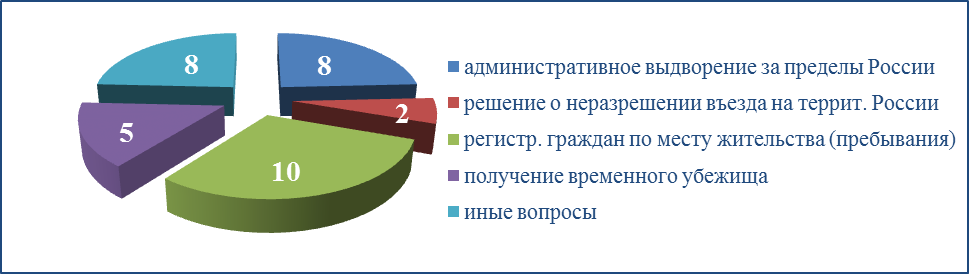 8
8
2
5
10
административное выдворение за пределы России
решение о неразрешении въезда на террит. России
регистр. граждан по месту жительства (пребывания)
получение временного убежища
иные вопросы